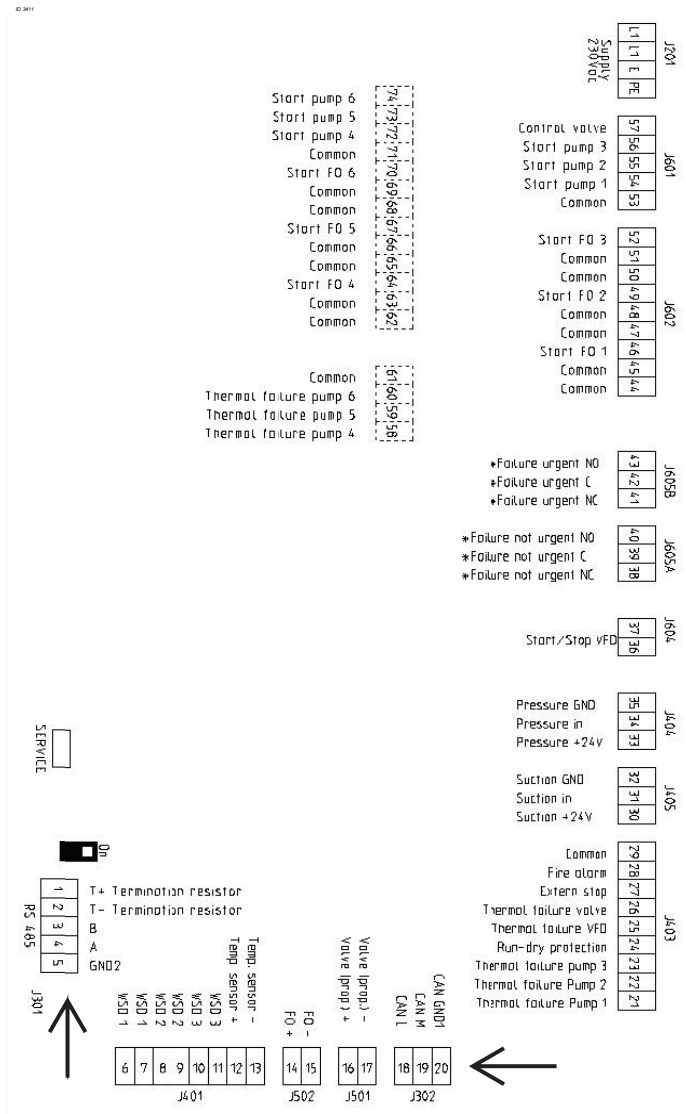 ID 3411
L1
L1
E
PE
Supply
230Vac
J201
Control valve 57
Start pump 3 56
Start pump 2 55
Start pump 1 54
Common 53
J601
Start pump 6 74
Start pump 5 73
Start pump 4 72
Common 71
Start FO 6 70
Common 69
Common 68
Start FO 5 67
Common 66
Common 65
Start FO 4 64
Common 63
Common 62
Start FO 3 52
Common 51
Common 50
Start FO 2 49
Common 48
Common 47
Start FO 1 46
Common 45
Common 44
J602
Common 61
Thermal failure pump 6 60
Thermal failure pump 5 59
Thermal failure pump 4 58
*Failure urgent NO 43
*Failure urgent C 42
*Failure urgent NC 41
J605B
*Failure not urgent NO 40
*Failure not urgent C 39
*Failure not urgent NC 38
J605A
37
Start/Stop VFD 36
J604
Pressure GND 35
Pressure in 34
Pressure +24V 33
J404
SERVICE
Suction GND 32
Suction in 31
Suction +24V 30
J405
On
Common 29
Fire alarm 28
Extern stop 27
Thermal failure valve 26
Thermal failure VFD 25
Run-dry protection 24
Thermal failure pump 3 23
Thermal failure Pump 2 22
Thermal failure Pump 1 21
J403
1 T+ Termination resistor
2 T- Termination resistor
3 B
4 A
5 GND2
RS 485
J301
WSD 1 6
WSD 1 7
WSD 2 8
WSD 2 9
WSD 3 10
WSD 3 11
Temp sensor + 12
Temp. sensor - 13
J401
FO + 14
FO - 15
J502
Valve (prop.) + 16
Valve (prop.) - 17
J501
CAN L 18
CAN M 19
CAN GND1 20
J302